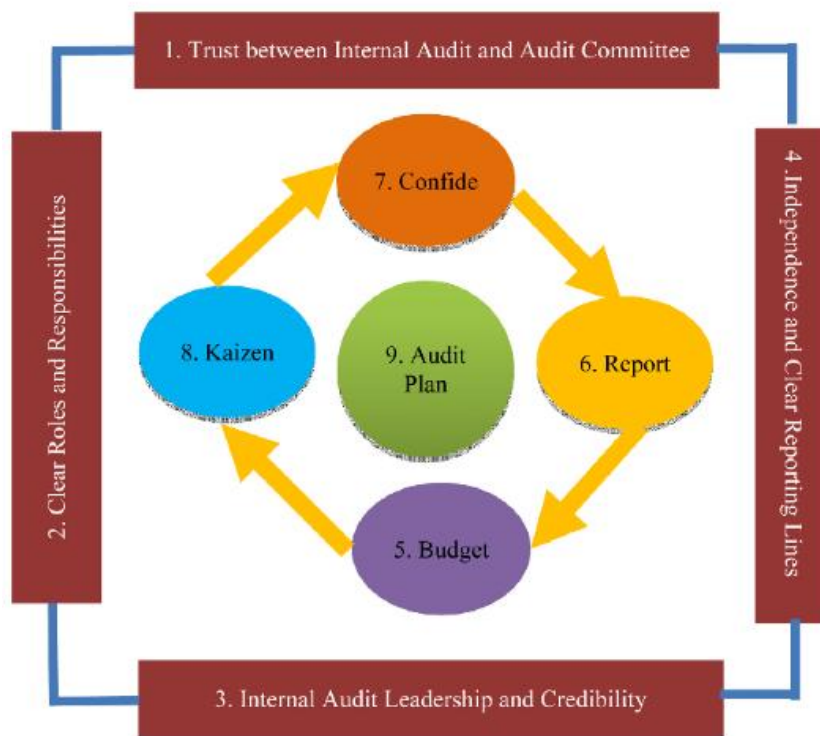 1. Trust between Internal Audit and Audit Committee
2. Clear Roles and Responsibilities
7. Confide
4 .Independence and Clear Reporting Lines
8. Kaizen
9. Audit
Plan
6. Report
5. Budget
3. Internal Audit Leadership and Credibility